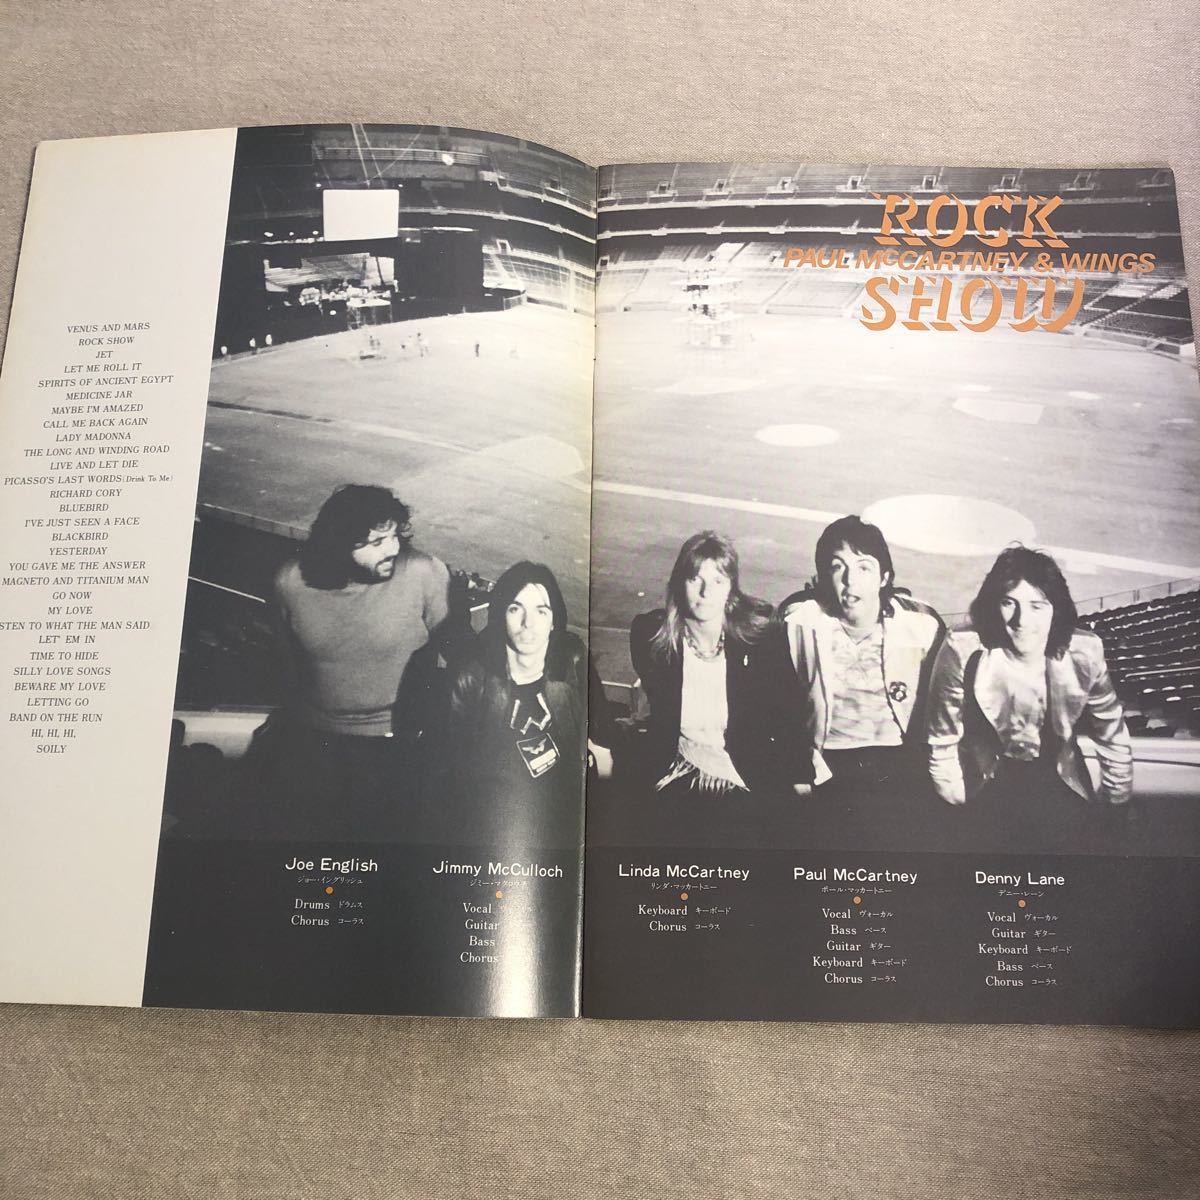 VENUS AND MARS
ROCK SHOW
JET
LET ME ROLL IT
SPIRITS OF ANCIENT EGYPT
MEDICINE JAR
MAYBE I'M AMAZED
CALL ME BACK AGAIN
LADY MADONNA
THE LONG AND WINDING ROAD
LIVE AND LET DIE
PICASSO'S LAST WORDS (Drink To Me)
RICHARD CORY
BLUEBIRD
I'VE JUST SEEN A FACE
BLACKBIRD
YESTERDAY
YOU GAVE ME THE ANSWER
MAGNETO AND TITANIUM MAN
GO NOW
MY LOVE
STEN TO WHAT THE MAN SAID
LET' EM IN
TIME TO HIDE
SILLY LOVE SONGS
BEWARE MY LOVE
LETTING GO
BAND ON THE RUN
HI, HI, HI,
SOILY
ROCK
PAUL McCARTNEY & WINGS
SHOW
Joe English
ジョー・イングリッシュ
Drums ドラムス
Chorus コーラス
Jimmy McCulloch
ジミー・マクロウチ
Vocal
Guitar
Bass
Chorus
Linda McCartney
リンダ・マッカートニー
Keyboard キーボード
Chorus コーラス
Paul McCartney
ポール・マッカートニー
Vocal ヴォーカル
Bass ベース
Guitar ギター
Keyboard キーボード
Chorus コーラス
Denny Lane
デニー・レーン
Vocal ヴォーカル
Guitar ギター
Keyboard キーボード
Bass ベース
Chorus コーラス